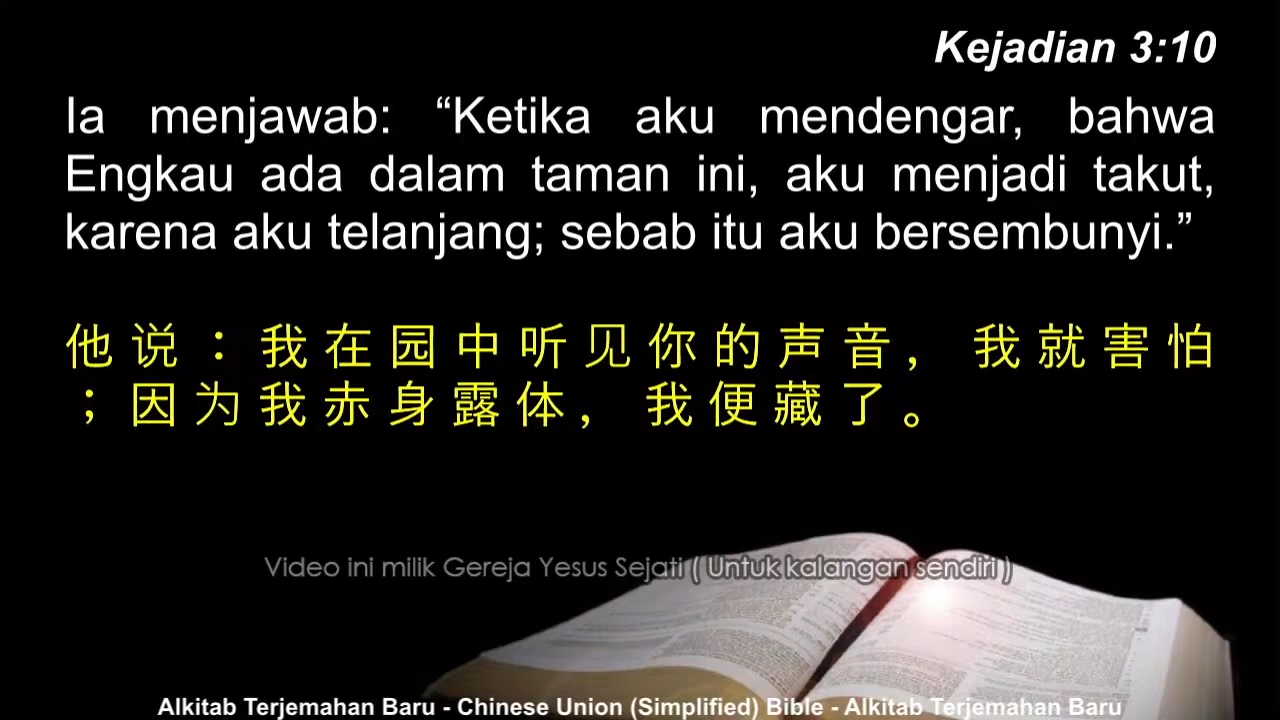 Kejadian 3:10
Ia menjawab: “Ketika aku mendengar, bahwa
Engkau ada dalam taman ini, aku menjadi takut,
karena aku telanjang; sebab itu aku bersembunyi.”
他说：我在园中听见你的声音，我就害怕
；因为我赤身露体，我便藏了。
Video ini milik Gereja Yesus Sejati ( Untuk kalangan sendiri )
Alkitab Terjemahan Baru - Chinese Union (Simplified) Bible - Alkitab Terjemahan Baru